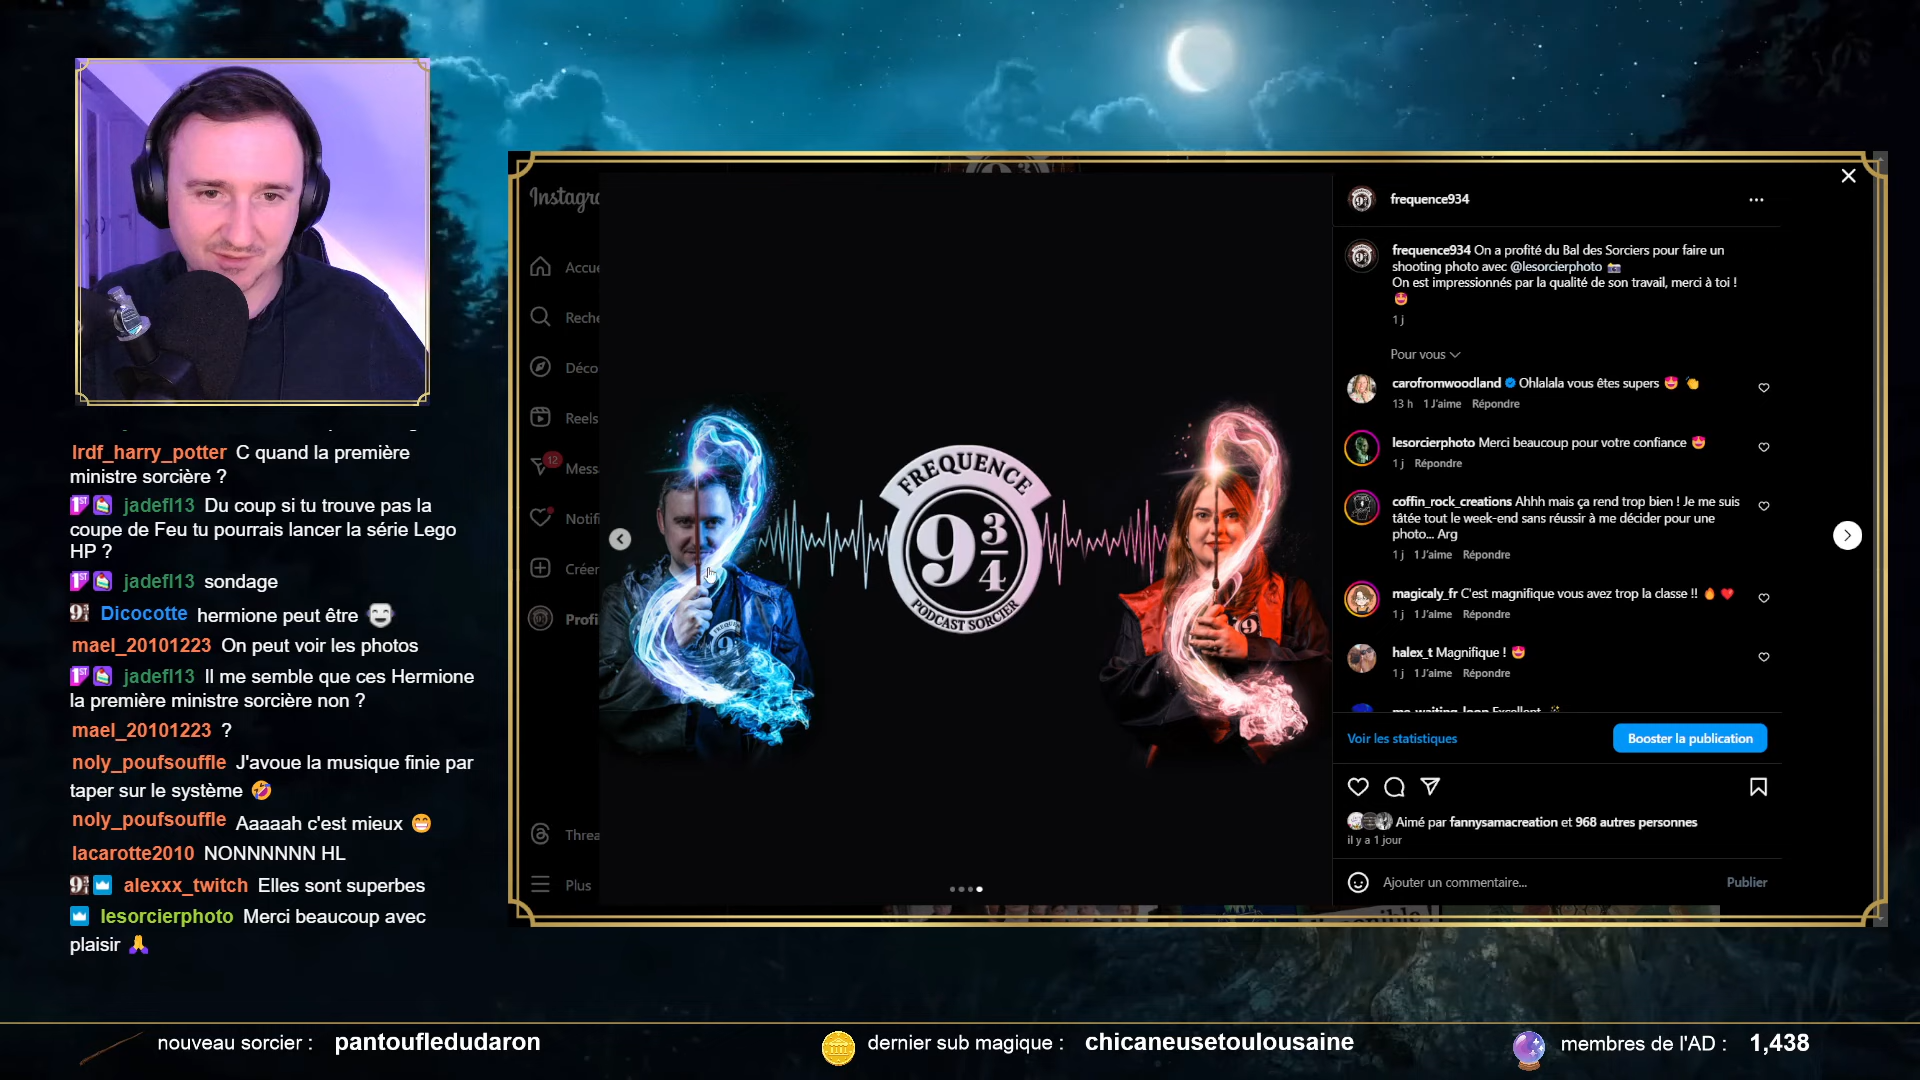 lrdf_harry_potter C quand la première
ministre sorcière ?
jadefl13 Du coup si tu trouve pas la
coupe de Feu tu pourrais lancer la série Lego
HP ?
jadefl13 sondage
Dicocotte hermione peut être
mael_20101223 On peut voir les photos
jadefl13 Il me semble que ces Hermione
la première ministre sorcière non ?
mael_20101223 ?
noly_poufsouffle J'avoue la musique finie par
taper sur le système 🤣
noly_poufsouffle Aaaaah c'est mieux 😁
lacarotte2010 NONNNNNN HL
alexxx_twitch Elles sont superbes
lesorcierphoto Merci beaucoup avec
plaisir 🙏
Instagra
Accue
Reche
Déco
Reels
12
Mess
Notifi
Créer
Profi
Threa
Plus
FREQUENCE
9 3/4
PODCAST SORCIER
frequence934
frequence934 On a profité du Bal des Sorciers pour faire un
shooting photo avec @lesorcierphoto 📸
On est impressionnés par la qualité de son travail, merci à toi !
🤩
1 j
Pour vous
carofromwoodland Ohlalala vous êtes supers 🤩 👏
13 h 1 J'aime Répondre
lesorcierphoto Merci beaucoup pour votre confiance 🤩
1 j Répondre
coffin_rock_creations Ahhh mais ça rend trop bien ! Je me suis
tâtée tout le week-end sans réussir à me décider pour une
photo... Arg
1 j 1 J'aime Répondre
magicaly_fr C'est magnifique vous avez trop la classe !! 🔥 ❤️
1 j 1 J'aime Répondre
halex_t Magnifique ! 🤩
1 j 1 J'aime Répondre
Voir les statistiques
Booster la publication
Aimé par fannysamacreation et 968 autres personnes
il y a 1 jour
Ajouter un commentaire...
Publier
nouveau sorcier : pantoufledudaron
dernier sub magique : chicaneusetoulousaine
membres de l'AD : 1,438